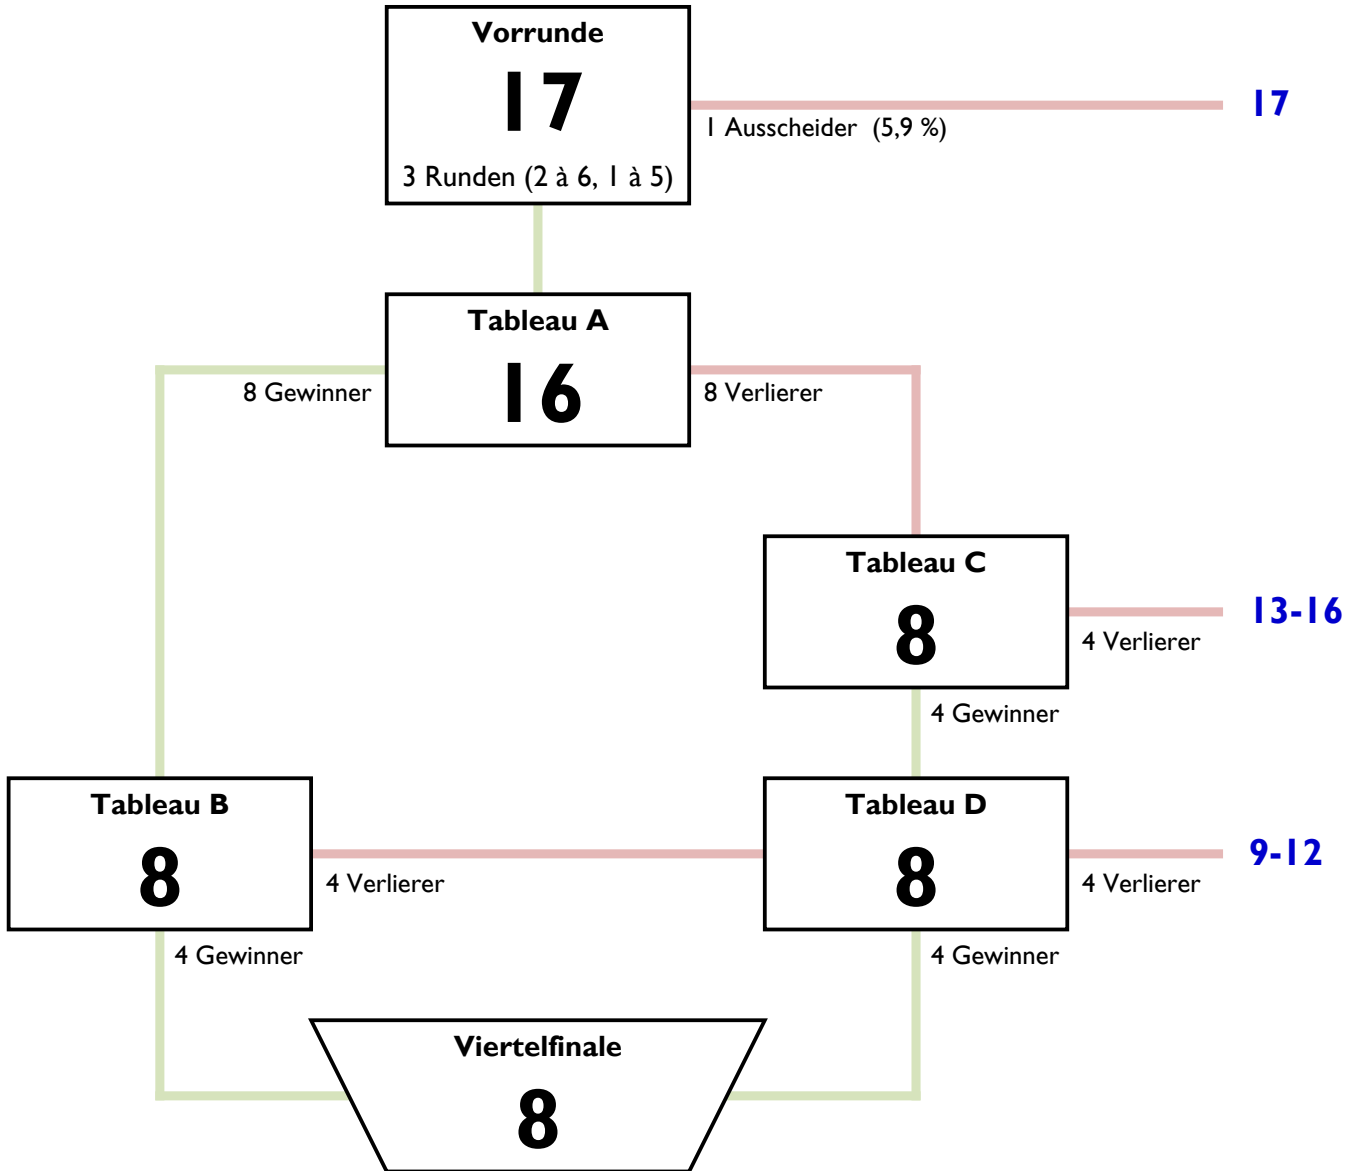 Vorrunde
17
3 Runden (2 à 6, 1 à 5)
17
1 Ausscheider (5,9 %)
Tableau A
16
8 Gewinner
8 Verlierer
Tableau C
8
13-16
4 Verlierer
4 Gewinner
Tableau B
8
4 Verlierer
4 Gewinner
Tableau D
8
9-12
4 Verlierer
4 Gewinner
Viertelfinale
8